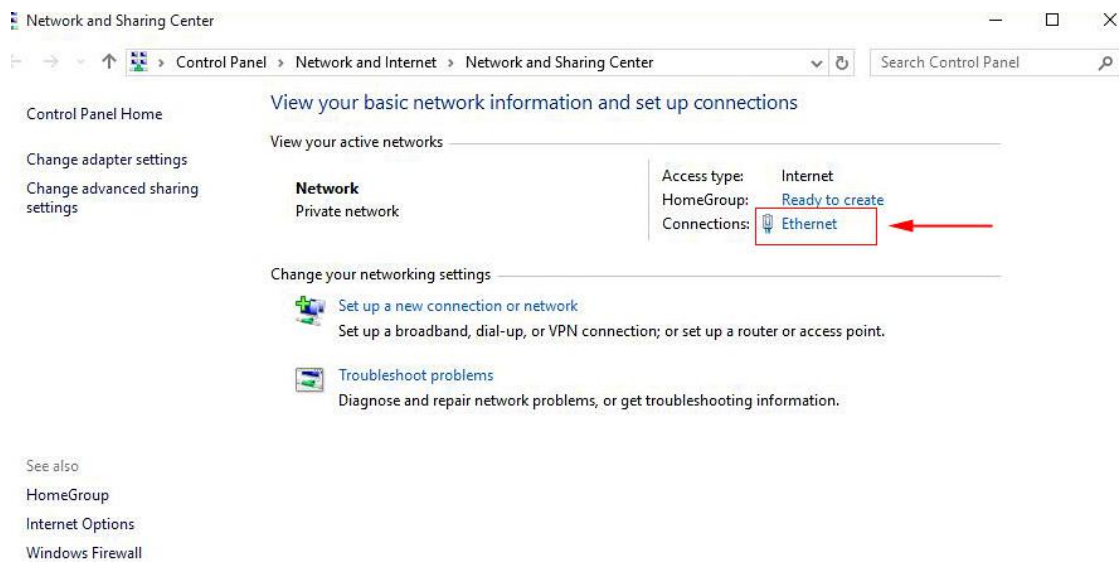 Network and Sharing Center
Control Panel > Network and Internet > Network and Sharing Center
Search Control Panel
Control Panel Home
Change adapter settings
Change advanced sharing
settings
View your basic network information and set up connections
View your active networks
Network
Private network
Access type: Internet
HomeGroup: Ready to create
Connections: Ethernet
Change your networking settings
Set up a new connection or network
Set up a broadband, dial-up, or VPN connection; or set up a router or access point.
Troubleshoot problems
Diagnose and repair network problems, or get troubleshooting information.
See also
HomeGroup
Internet Options
Windows Firewall